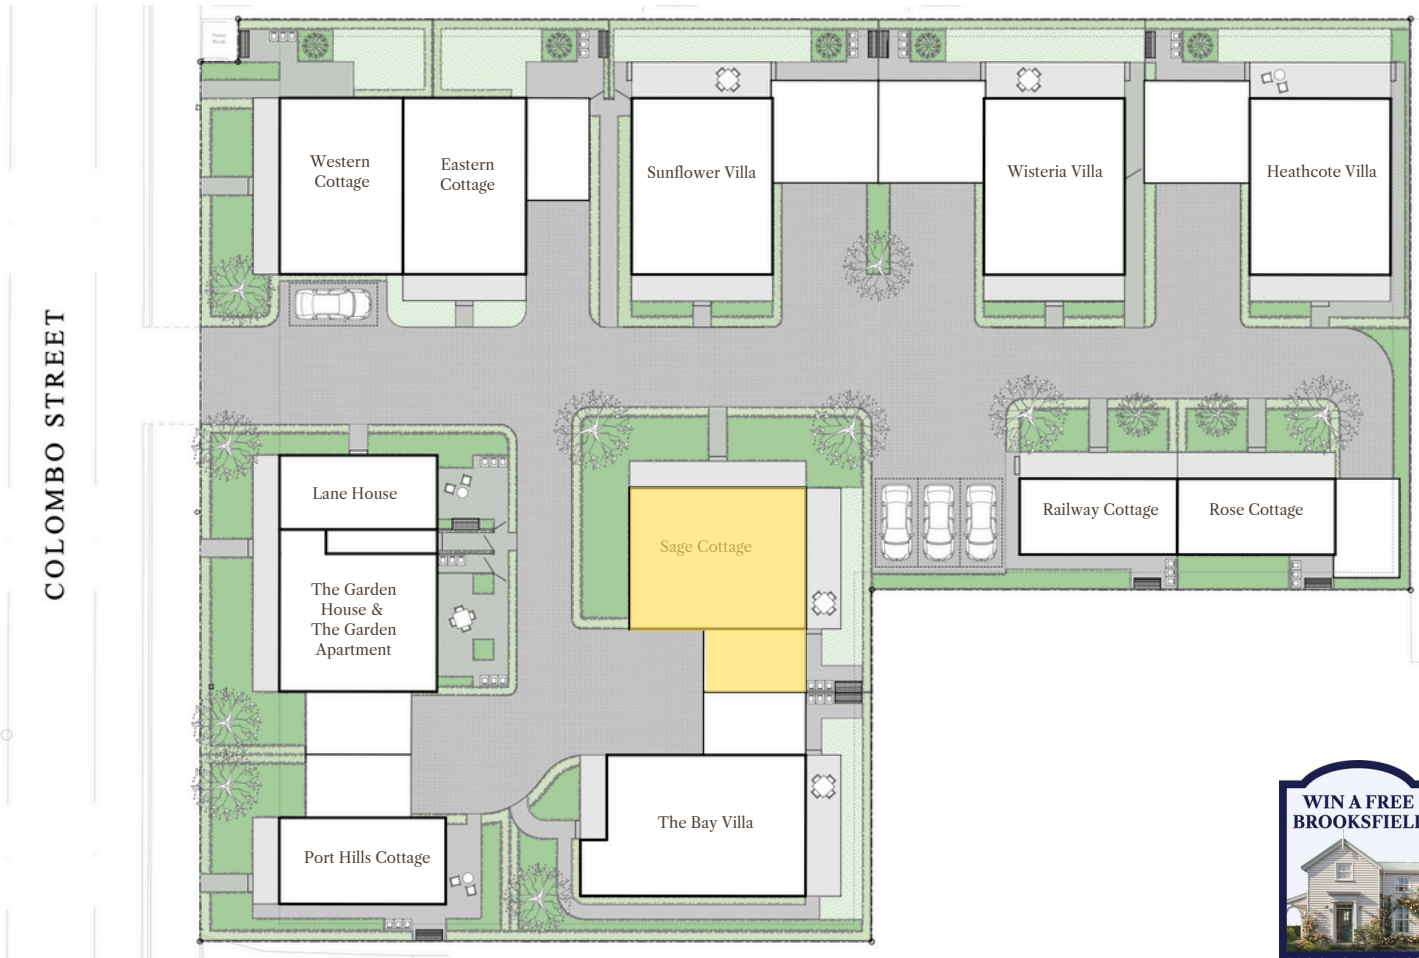 Western
Cottage
Eastern
Cottage
Sunflower Villa
Wisteria Villa
Heathcote Villa
COLOMBO STREET
Lane House
Sage Cottage
Railway Cottage
Rose Cottage
The Garden
House &
The Garden
Apartment
The Bay Villa
Port Hills Cottage
WIN A FREE
BROOKSFIEL